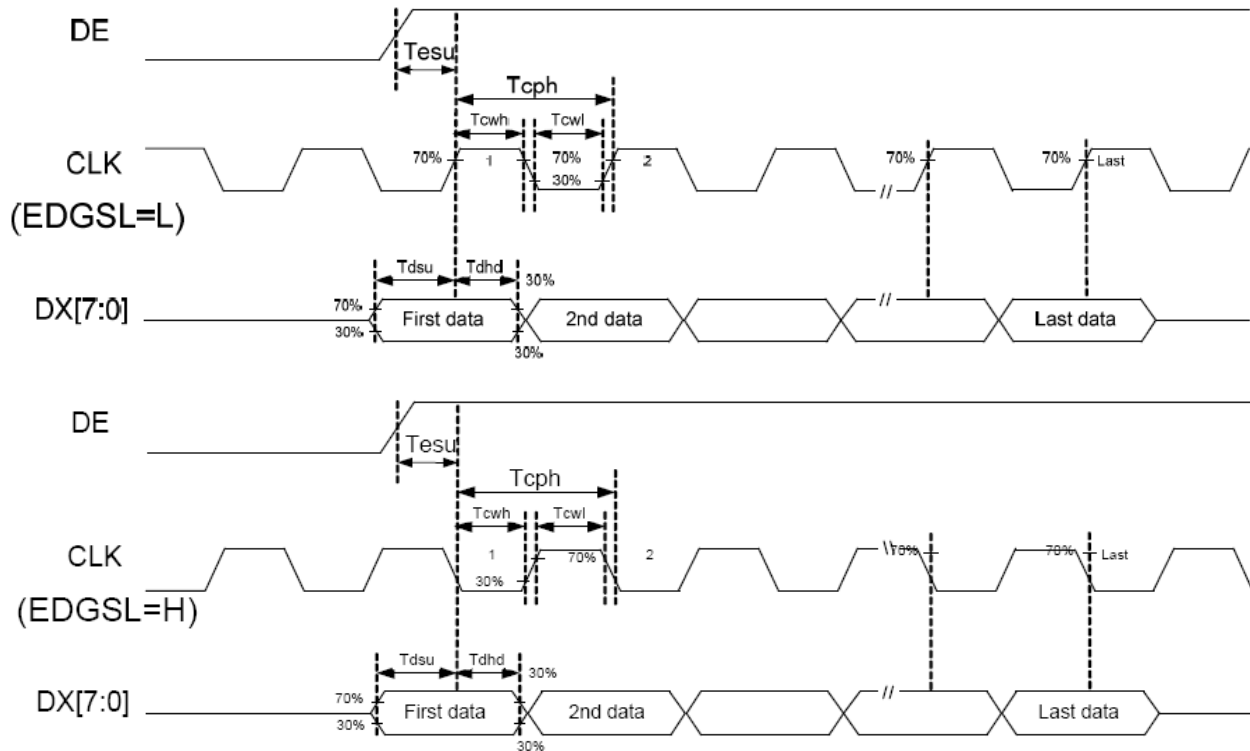 DE
Tesu
Tcph
Tcwh Tcwl
CLK 70% 1 70% 2 70% 70% Last
30%
(EDGSL=L)
//
Tdsu Tdhd 30%
DX[7:0] 70% First data 2nd data // Last data
30% 30%
DE
Tesu
Tcph
Tcwh Tcwl
CLK 1 70% 2 \\ 70% 70% Last
30%
(EDGSL=H)
Tdsu Tdhd 30%
DX[7:0] 70% First data 2nd data // Last data
30% 30%